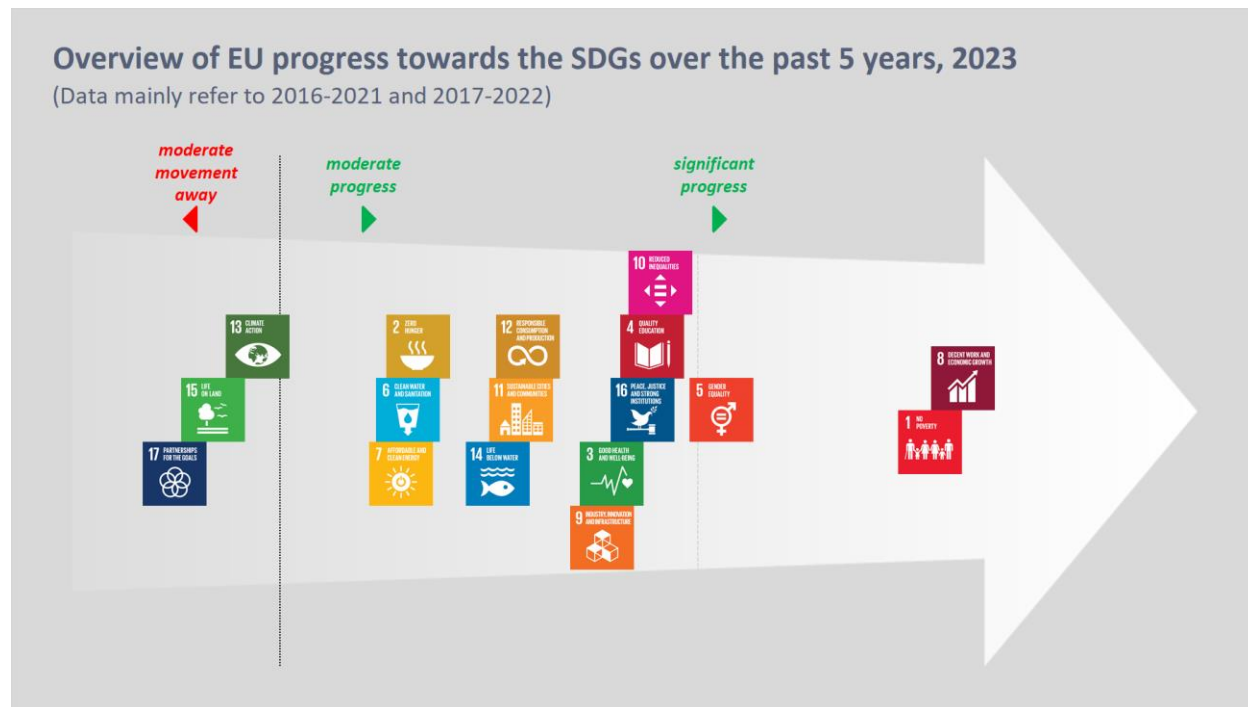 Overview of EU progress towards the SDGs over the past 5 years, 2023
(Data mainly refer to 2016-2021 and 2017-2022)
moderate
movement
away
moderate
progress
significant
progress
10 REDUCED
INEQUALITIES
13 CLIMATE
ACTION
2 ZERO
HUNGER
12 RESPONSIBLE
CONSUMPTION
AND PRODUCTION
4 QUALITY
EDUCATION
8 DECENT WORK AND
ECONOMIC GROWTH
15 LIFE
ON LAND
6 CLEAN WATER
AND SANITATION
11 SUSTAINABLE CITIES
AND COMMUNITIES
16 PEACE, JUSTICE
AND STRONG
INSTITUTIONS
5 GENDER
EQUALITY
1 NO
POVERTY
17 PARTNERSHIPS
FOR THE GOALS
7 AFFORDABLE AND
CLEAN ENERGY
14 LIFE
BELOW WATER
3 GOOD HEALTH
AND WELL-BEING
9 INDUSTRY, INNOVATION
AND INFRASTRUCTURE